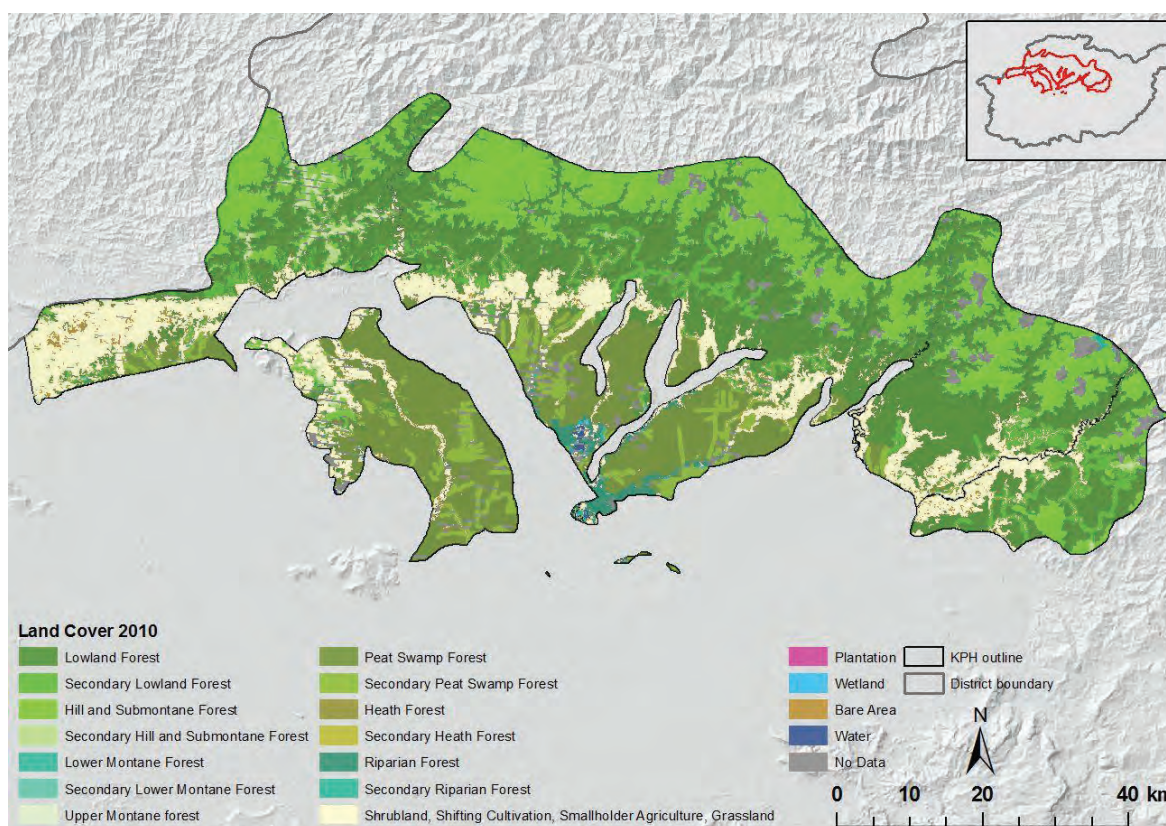 Land Cover 2010
Lowland Forest
Secondary Lowland Forest
Hill and Submontane Forest
Secondary Hill and Submontane Forest
Lower Montane Forest
Secondary Lower Montane Forest
Upper Montane forest
Peat Swamp Forest
Secondary Peat Swamp Forest
Heath Forest
Secondary Heath Forest
Riparian Forest
Secondary Riparian Forest
Shrubland, Shifting Cultivation, Smallholder Agriculture, Grassland
Plantation
Wetland
Bare Area
Water
No Data
KPH outline
District boundary
N
0 10 20 40 km